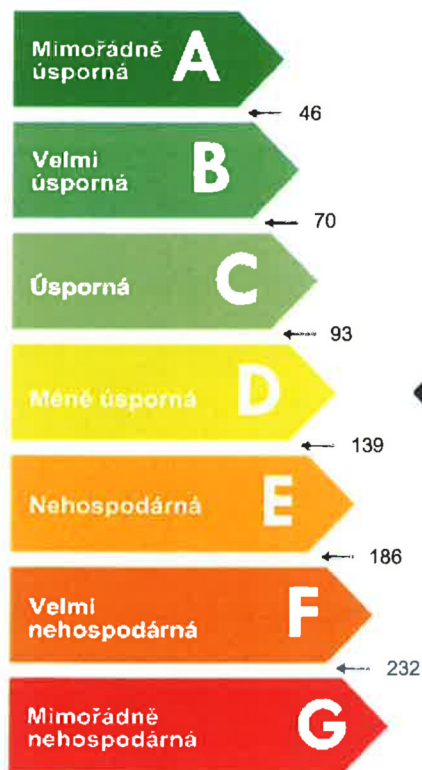 Mimořádně
úsporná
A
46
Velmi
úsporná
B
70
Úsporná
C
93
Méně úsporná
D
139
Nehospodárná
E
186
Velmi
nehospodárná
F
232
Mimořádně
nehospodárná
G